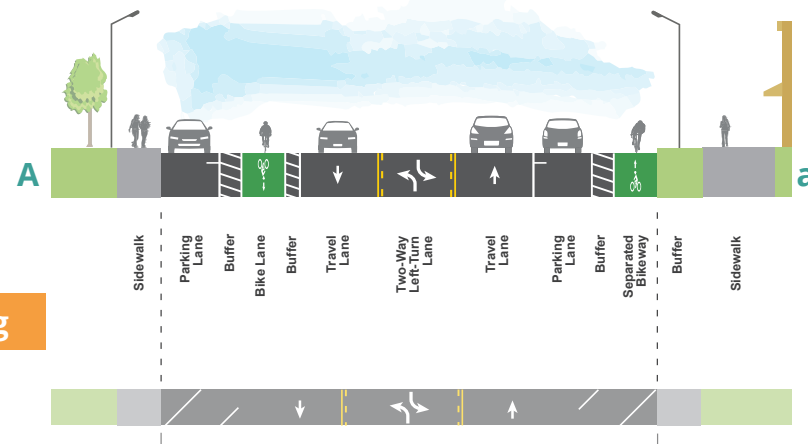 A
a
Sidewalk
Parking
Lane
Buffer
Bike Lane
Buffer
Travel
Lane
Two-Way
Left-Turn
Lane
Travel
Lane
Parking
Lane
Buffer
Separated
Bikeway
Buffer
Sidewalk
g